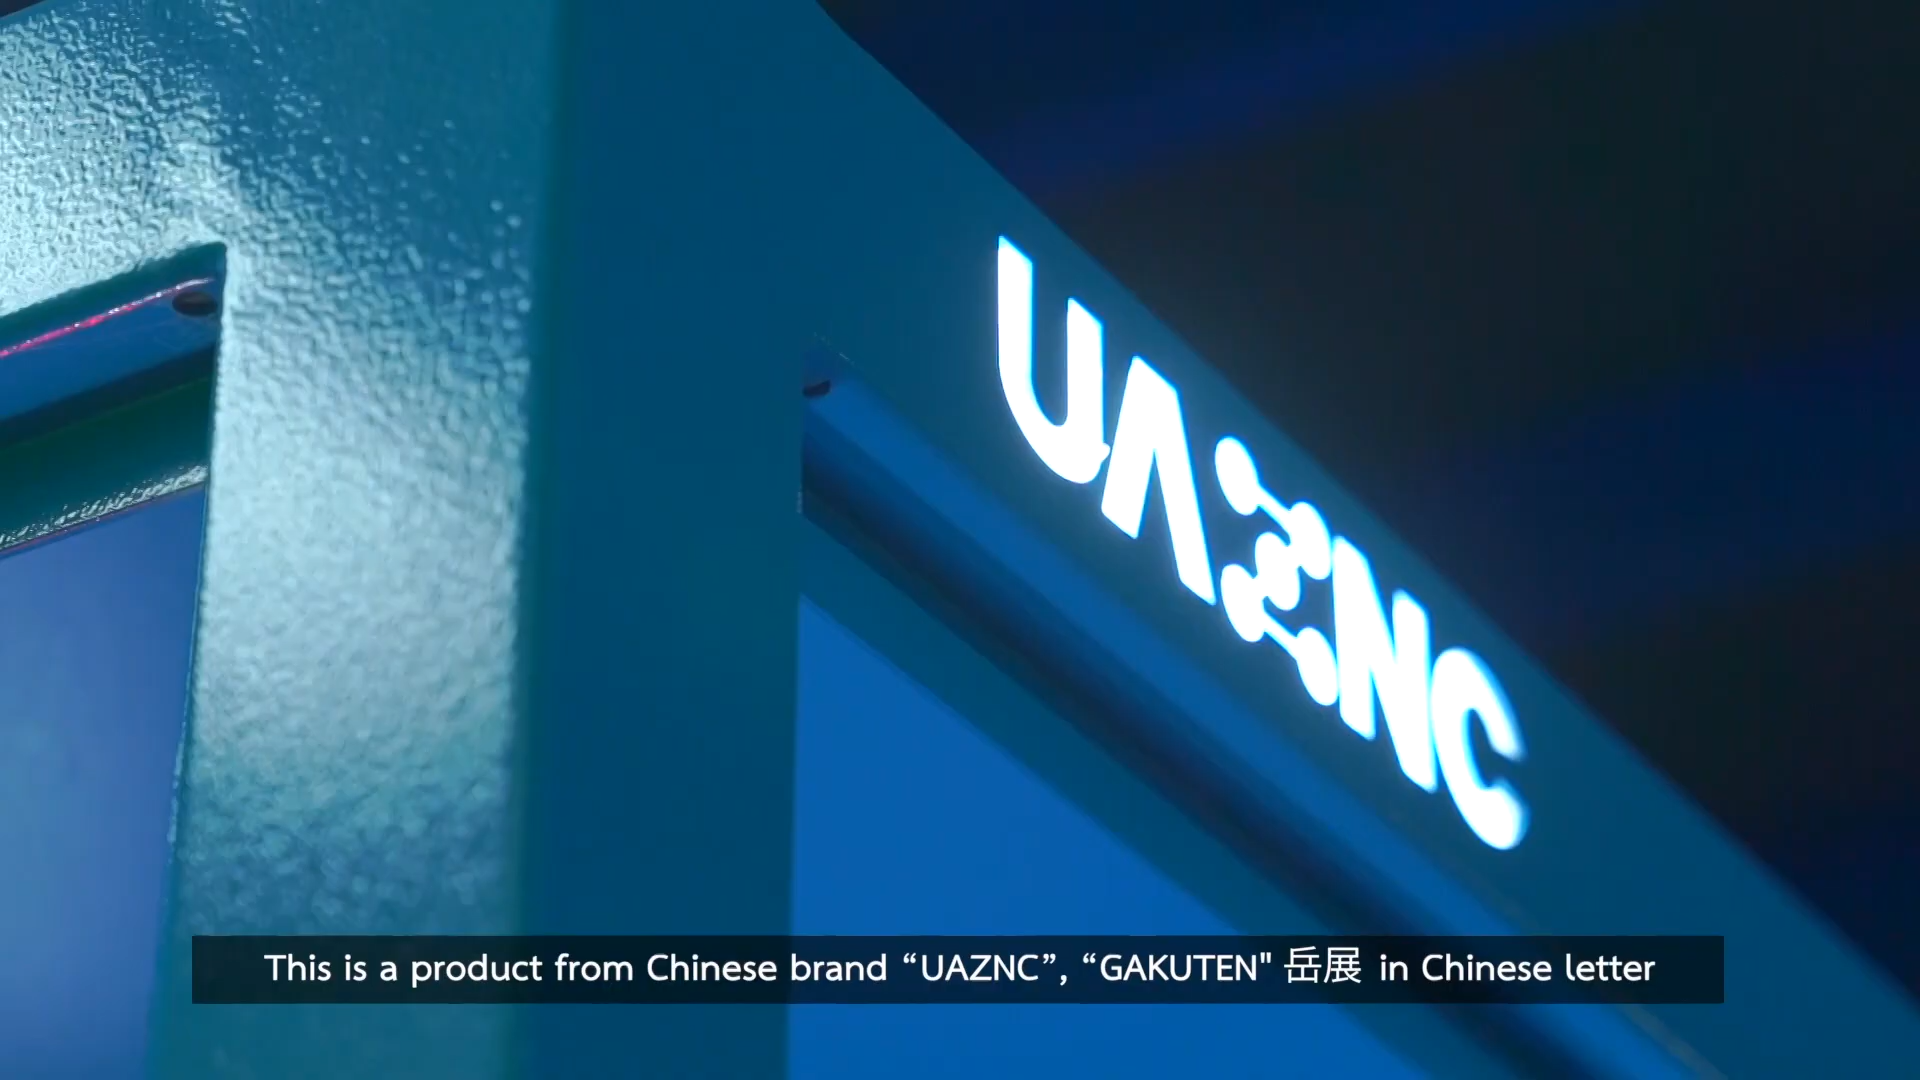 UAZNC
This is a product from Chinese brand “UAZNC”, “GAKUTEN" 岳展 in Chinese letter